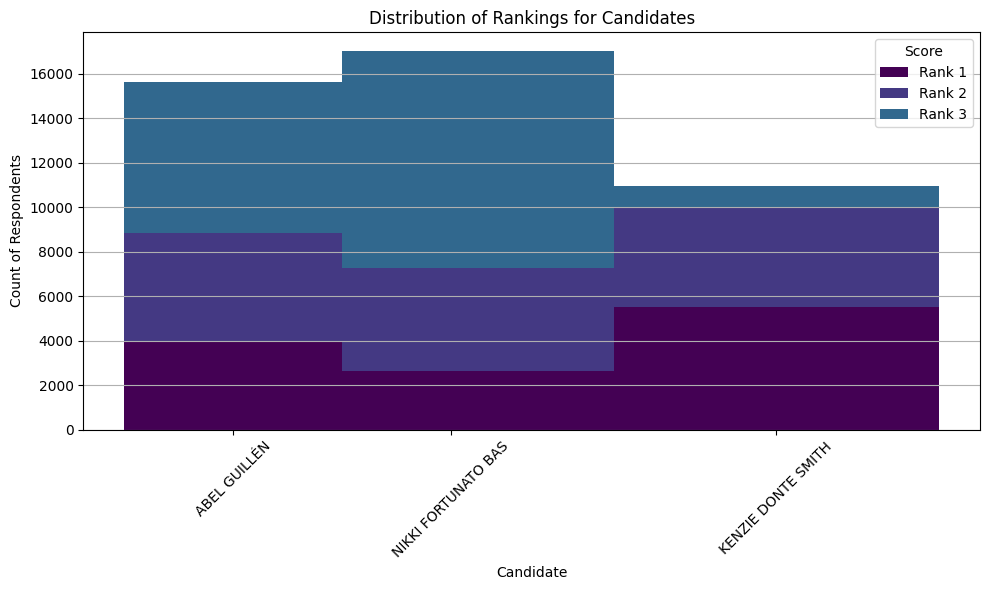 Distribution of Rankings for Candidates
Score
Rank 1
Rank 2
Rank 3
16000
14000
12000
10000
8000
6000
4000
2000
0
Count of Respondents
ABEL GUILLÉN
NIKKI FORTUNATO BAS
KENZIE DONTE SMITH
Candidate